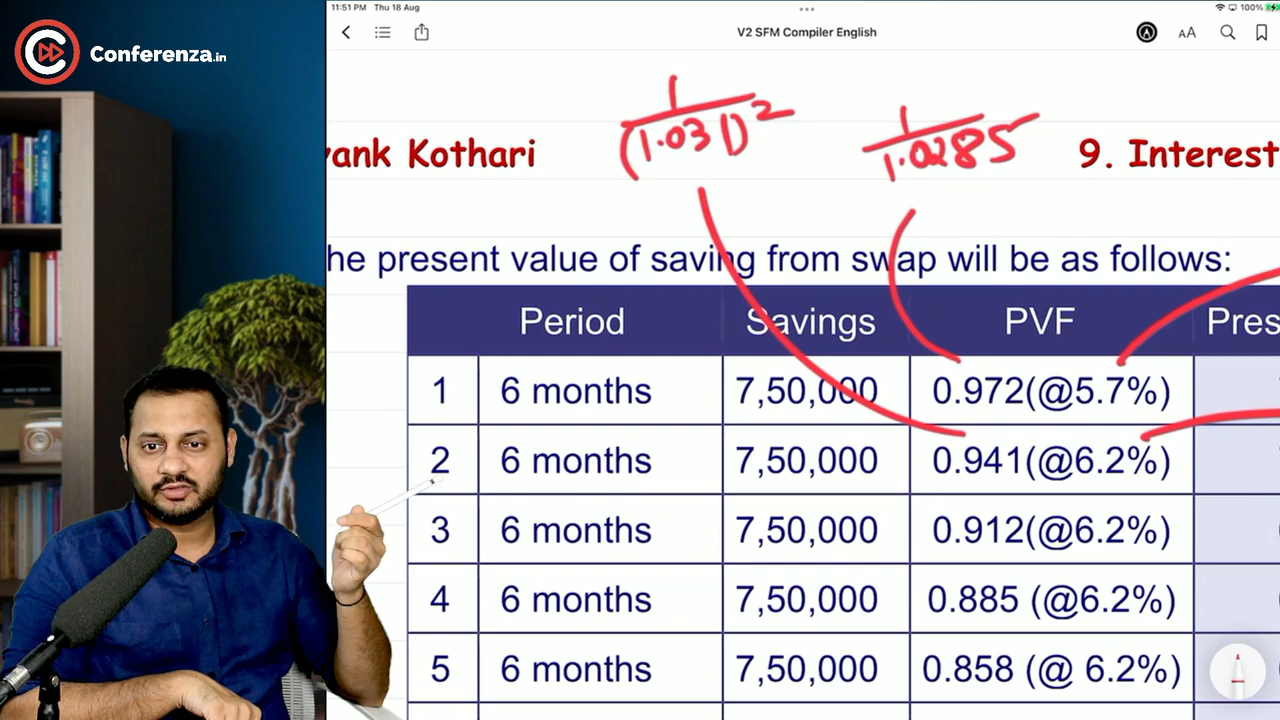 11:51 PM Thu 18 Aug
100%
V2 SFM Compiler English
AA
Conferenza.in
1
(1.031)²
1
1.0285
yank Kothari
9. Interest
he present value of saving from swap will be as follows:
Period Savings PVF Pres
1 6 months 7,50,000 0.972(@5.7%)
2 6 months 7,50,000 0.941(@6.2%)
3 6 months 7,50,000 0.912(@6.2%)
4 6 months 7,50,000 0.885 (@6.2%)
5 6 months 7,50,000 0.858 (@ 6.2%)